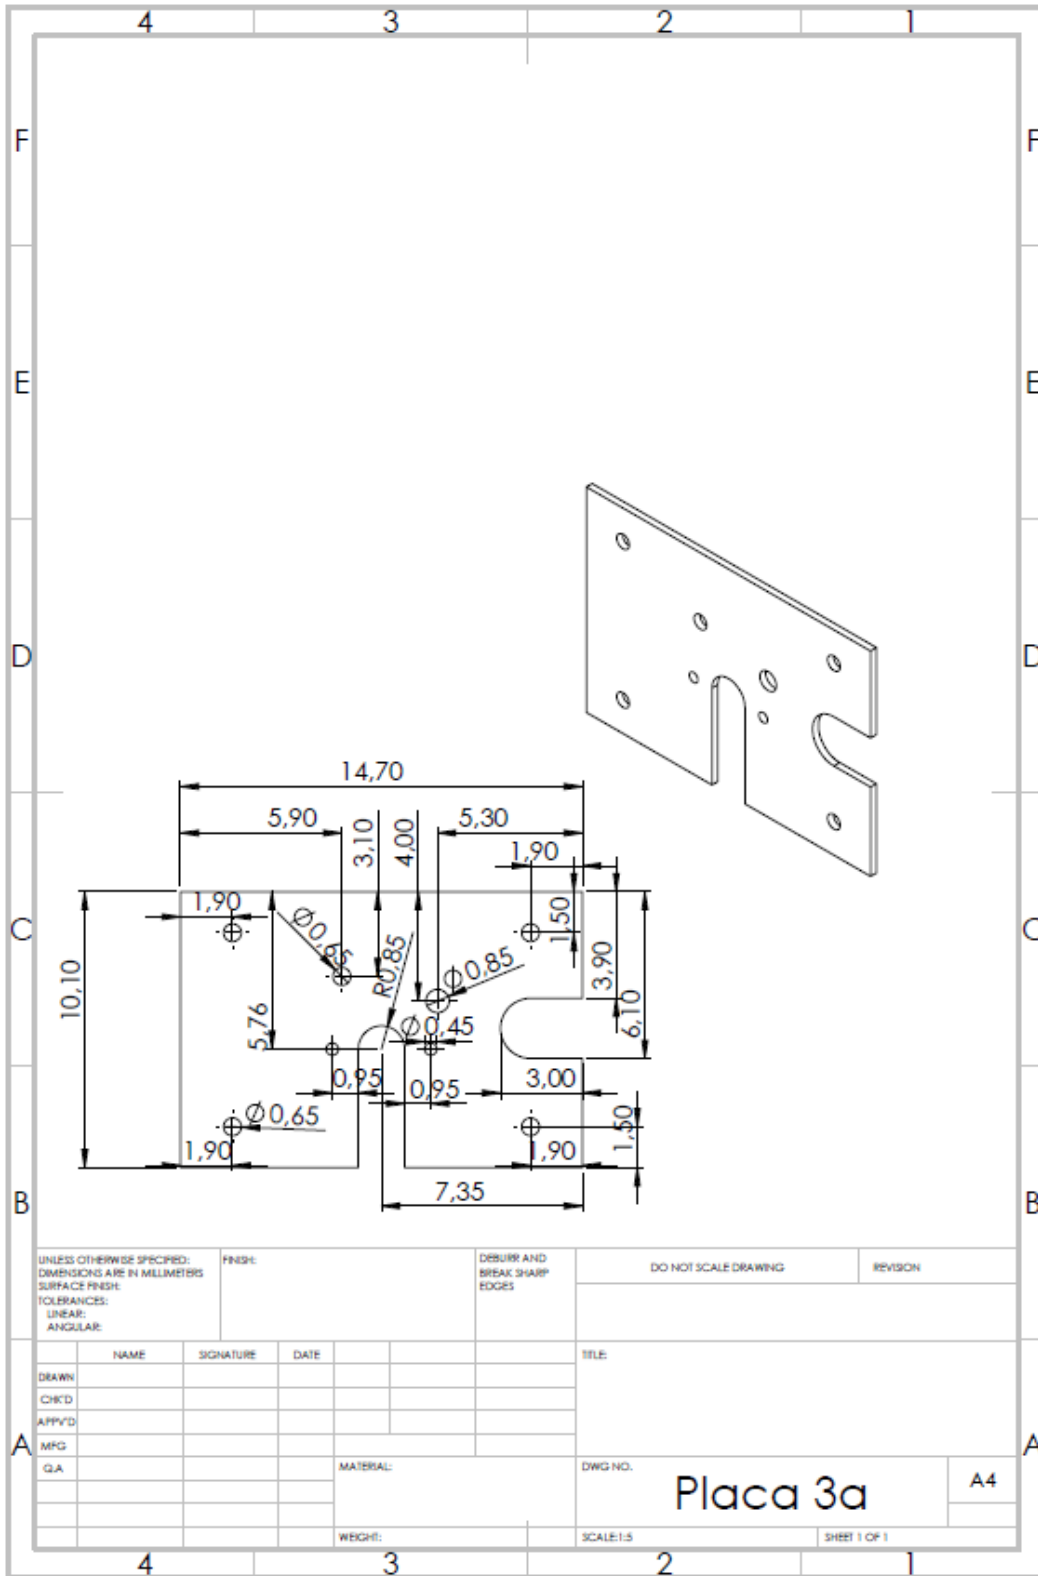 4 3 2 1
F F
E E
D D
14,70
5,90 3,10 4,00 5,30
1,90
1,90 1,50
C C
Ø0,65 R0,85 Ø0,85 3,90
10,10 5,76 Ø0,45 6,10
0,95 0,95 3,00
Ø0,65 1,50
1,90 1,90
7,35
B B
UNLESS OTHERWISE SPECIFIED:
DIMENSIONS ARE IN MILLIMETERS
SURFACE FINISH:
TOLERANCES:
LINEAR:
ANGULAR:
FINISH:
DEBURR AND
BREAK SHARP
EDGES
DO NOT SCALE DRAWING
REVISION
NAME SIGNATURE DATE
TITLE:
DRAWN
CHK'D
APPV'D
MFG
Q.A
A A
MATERIAL:
DWG NO.
Placa 3a
A4
WEIGHT:
SCALE:1:5
SHEET 1 OF 1
4 3 2 1